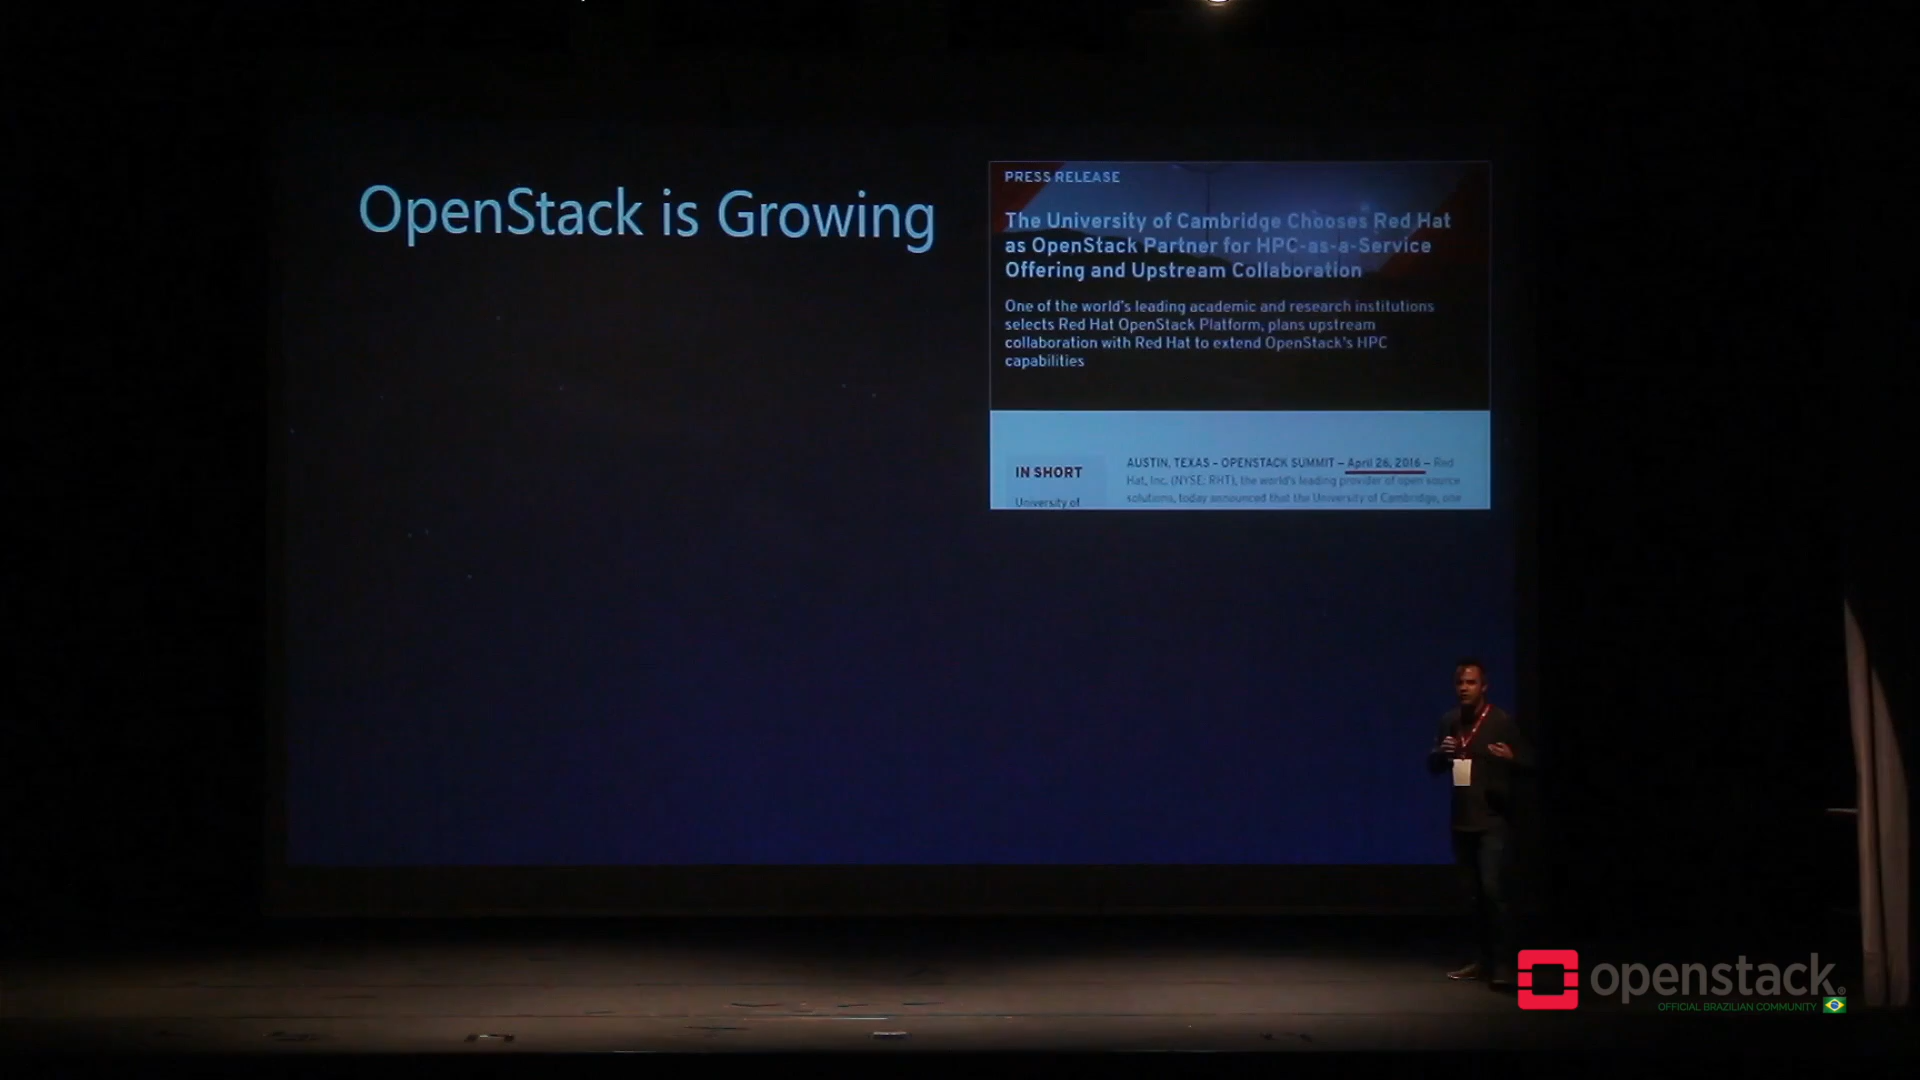 OpenStack is Growing
PRESS RELEASE
The University of Cambridge Chooses Red Hat
as OpenStack Partner for HPC-as-a-Service
Offering and Upstream Collaboration
One of the world's leading academic and research institutions
selects Red Hat OpenStack Platform, plans upstream
collaboration with Red Hat to extend OpenStack's HPC
capabilities
IN SHORT
University of
AUSTIN, TEXAS – OPENSTACK SUMMIT – April 26, 2016 – Red
Hat, Inc. (NYSE: RHT), the world's leading provider of open source
solutions, today announced that the University of Cambridge, one
openstack®
OFFICIAL BRAZILIAN COMMUNITY